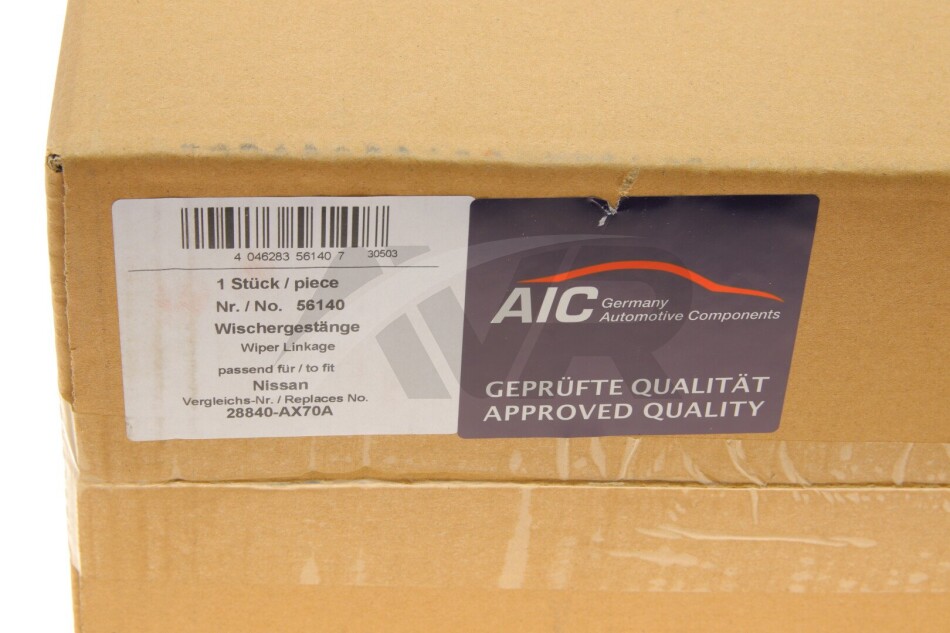 4 046283 56140 7 30503
1 Stück / piece
Nr. / No. 56140
Wischergestänge
Wiper Linkage
passend für / to fit
Nissan
Vergleichs-Nr. / Replaces No.
28840-AX70A
AIC Germany
Automotive Components
GEPRÜFTE QUALITÄT
APPROVED QUALITY
AVR